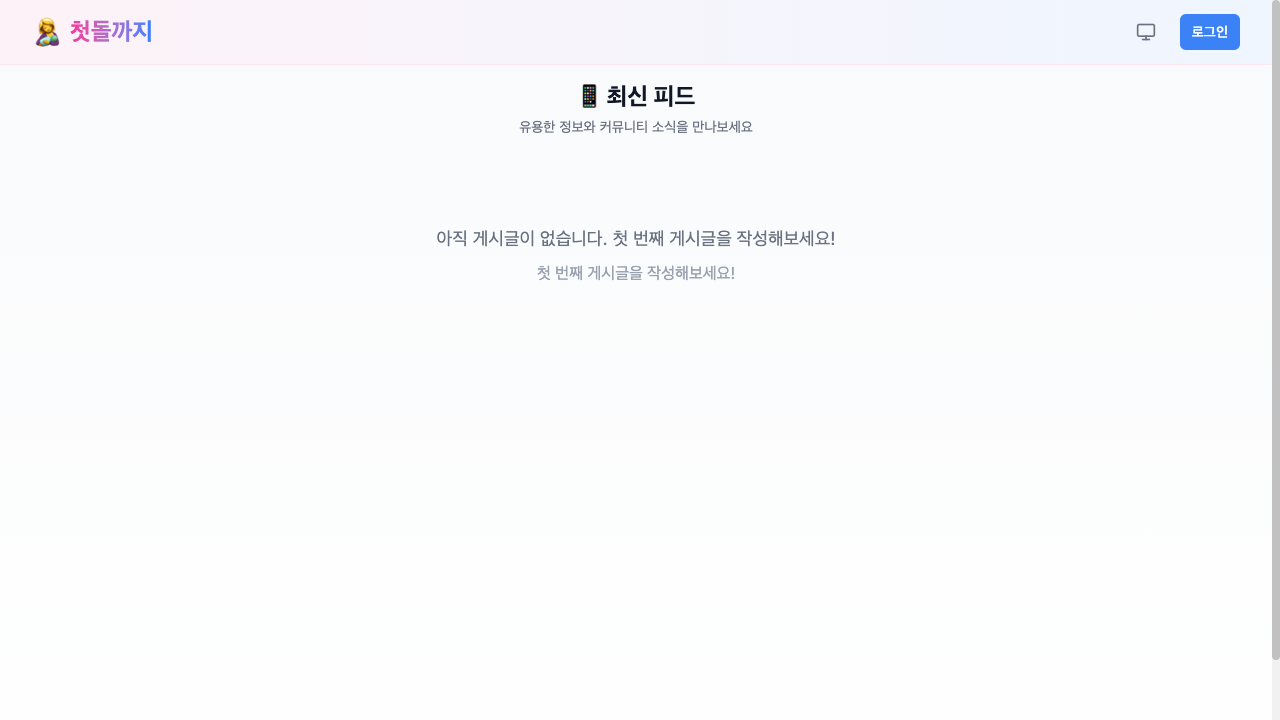 첫돌까지
로그인
최신 피드
유용한 정보와 커뮤니티 소식을 만나보세요
아직 게시글이 없습니다. 첫 번째 게시글을 작성해보세요!
첫 번째 게시글을 작성해보세요!